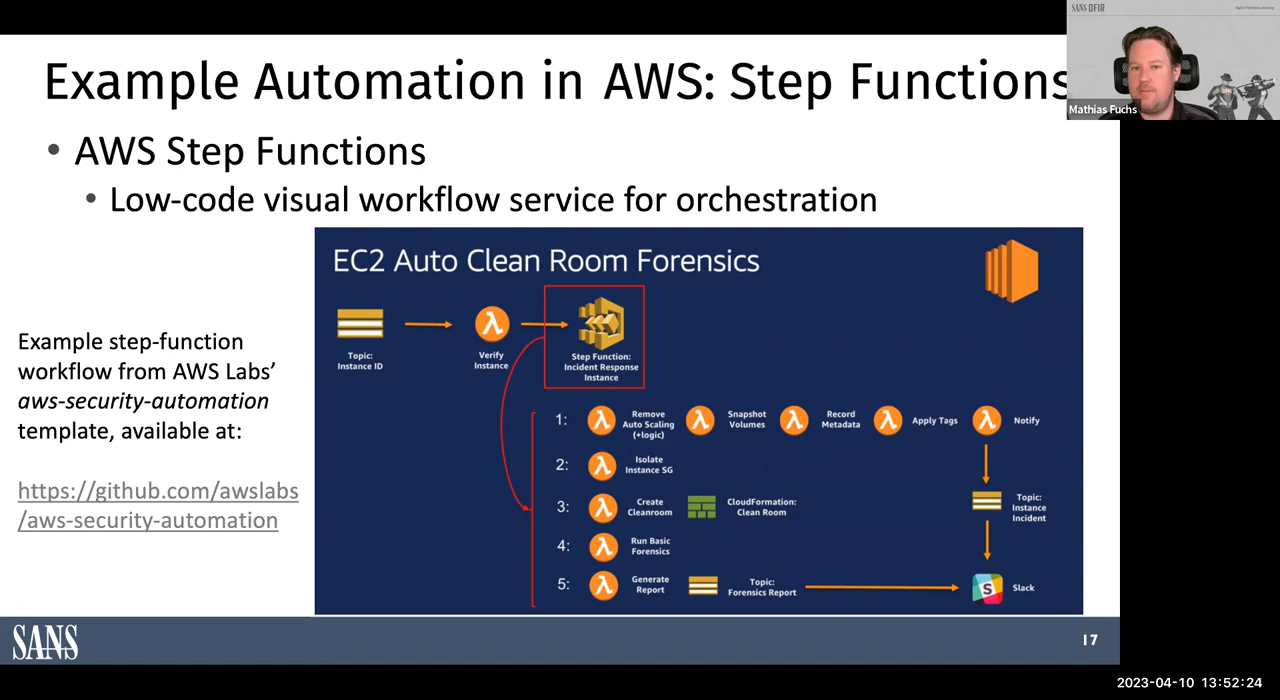 SANS DFIR
Example Automation in AWS: Step Functions
Mathias Fuchs
• AWS Step Functions
• Low-code visual workflow service for orchestration
EC2 Auto Clean Room Forensics
Topic:
Instance ID
Verify
Instance
Step Function:
Incident Response
Instance
Example step-function
workflow from AWS Labs’
aws-security-automation
template, available at:
https://github.com/awslabs
/aws-security-automation
1:
Remove
Auto Scaling
(+logic)
Snapshot
Volumes
Record
Metadata
Apply Tags
Notify
2:
Isolate
Instance SG
3:
Create
Cleanroom
CloudFormation:
Clean Room
Topic:
Instance
Incident
4:
Run Basic
Forensics
5:
Generate
Report
Topic:
Forensics Report
S
Slack
SANS
17
2023-04-10 13:52:24